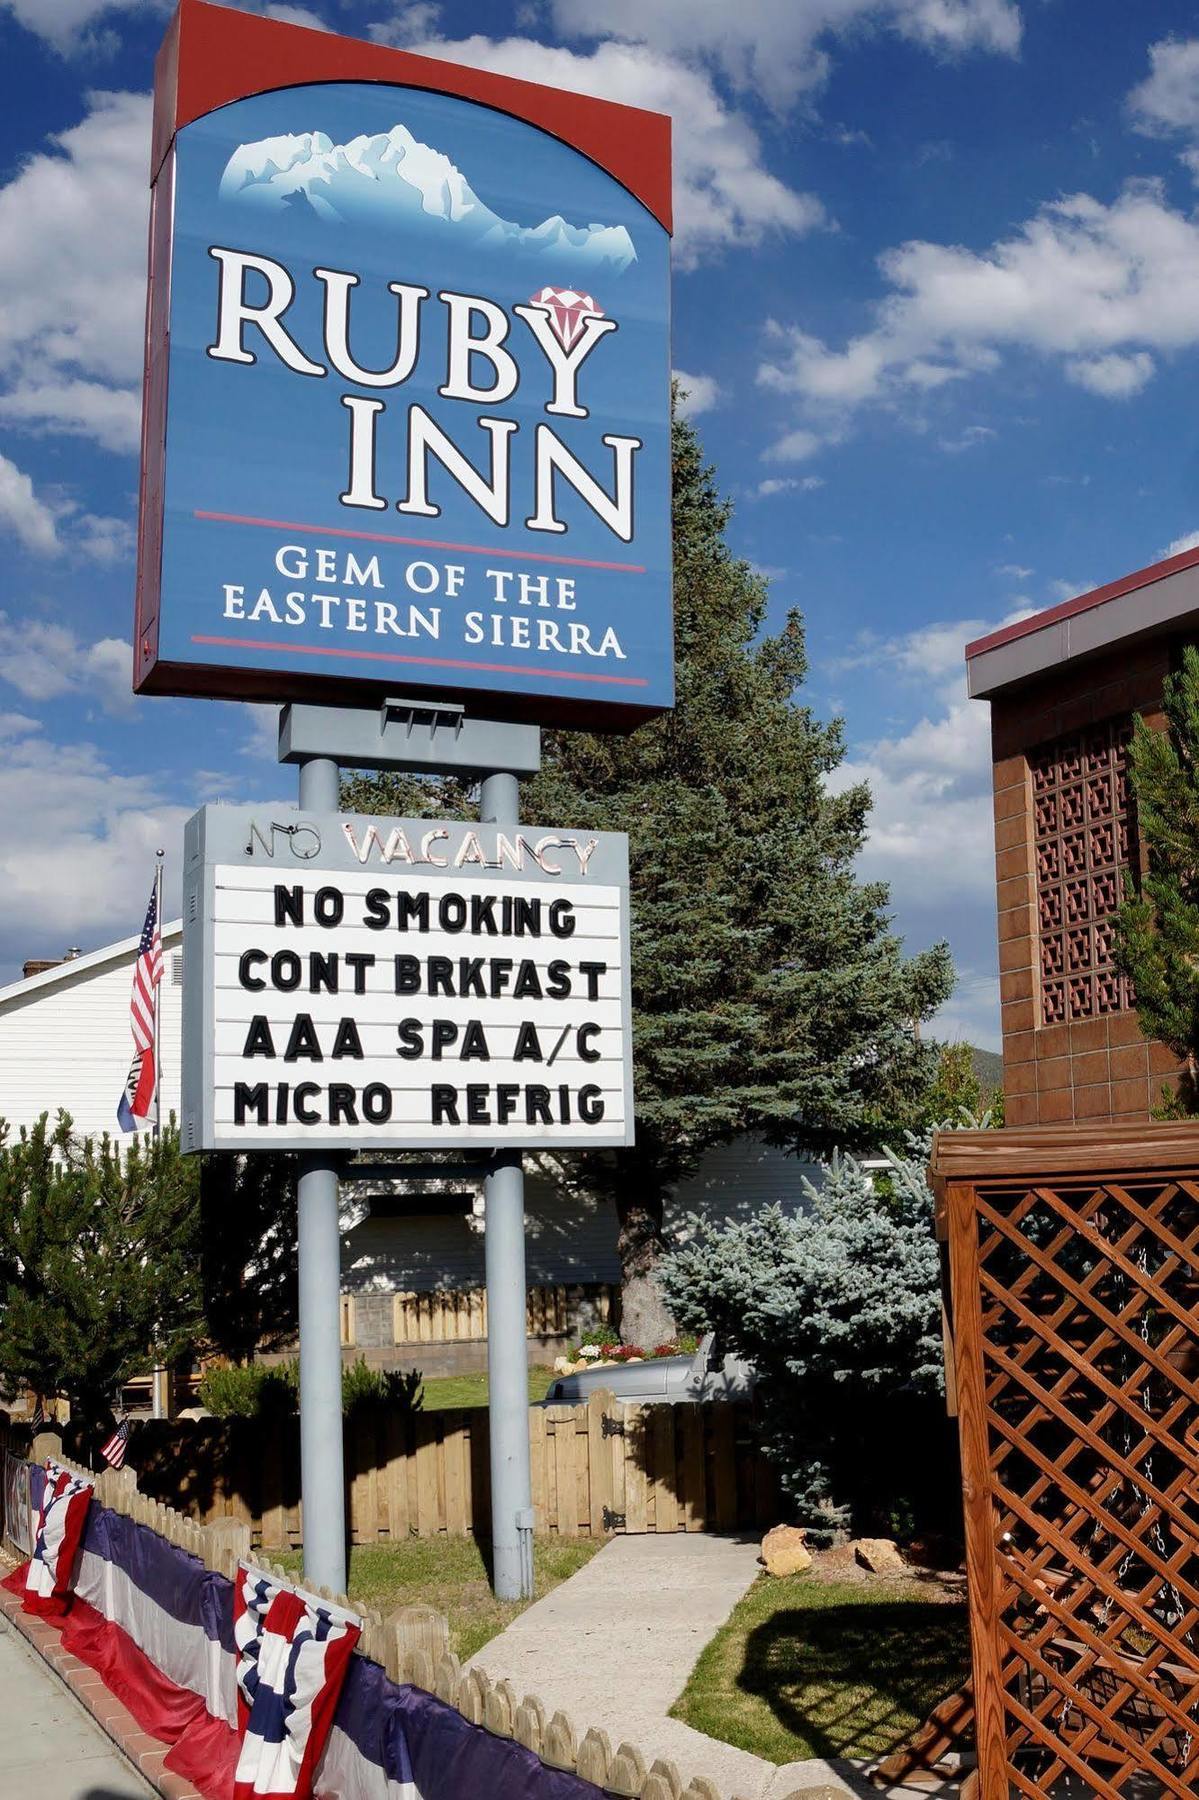 RUBY
INN
GEM OF THE
EASTERN SIERRA
NO VACANCY
NO SMOKING
CONT BRKFAST
AAA SPA A/C
MICRO REFRIG